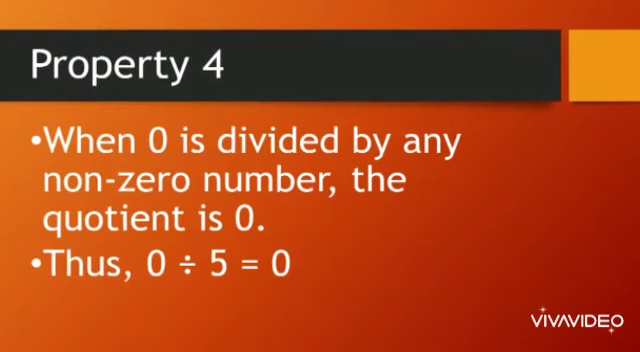 Property 4
•When 0 is divided by any
non-zero number, the
quotient is 0.
•Thus, 0 ÷ 5 = 0
VIVAVIDEO